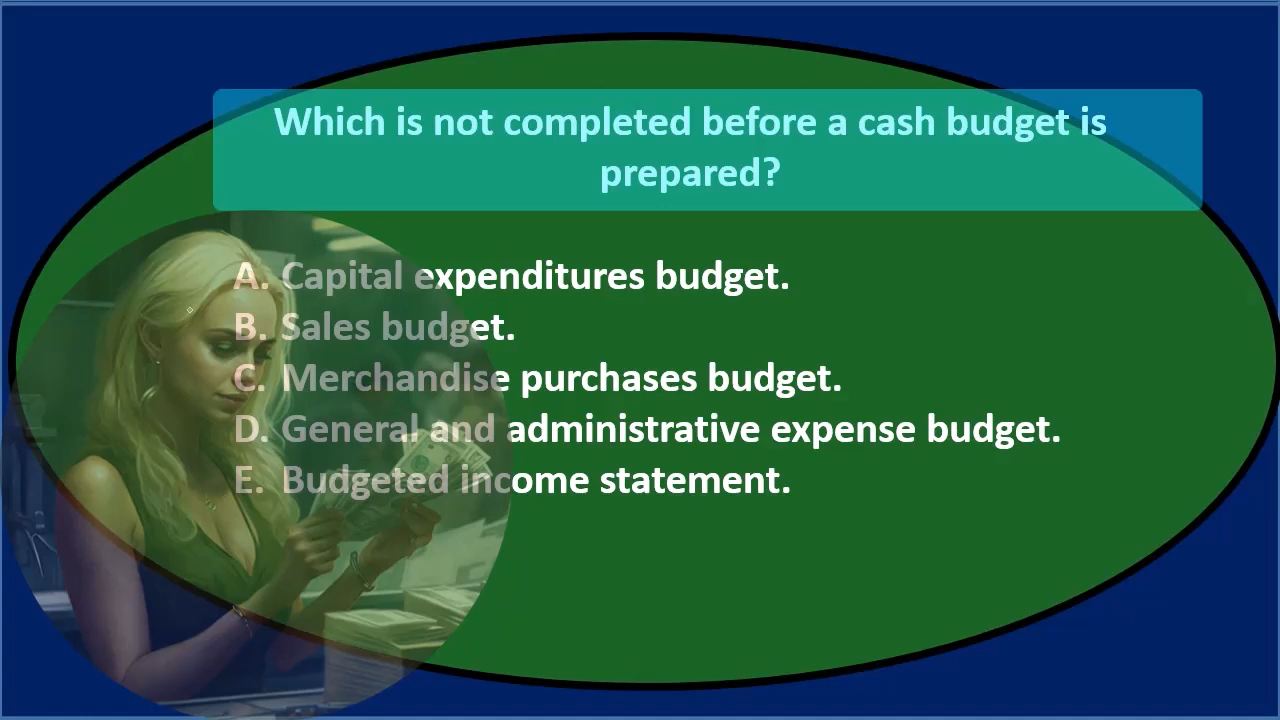 Which is not completed before a cash budget is
prepared?
A. Capital expenditures budget.
B. Sales budget.
C. Merchandise purchases budget.
D. General and administrative expense budget.
E. Budgeted income statement.